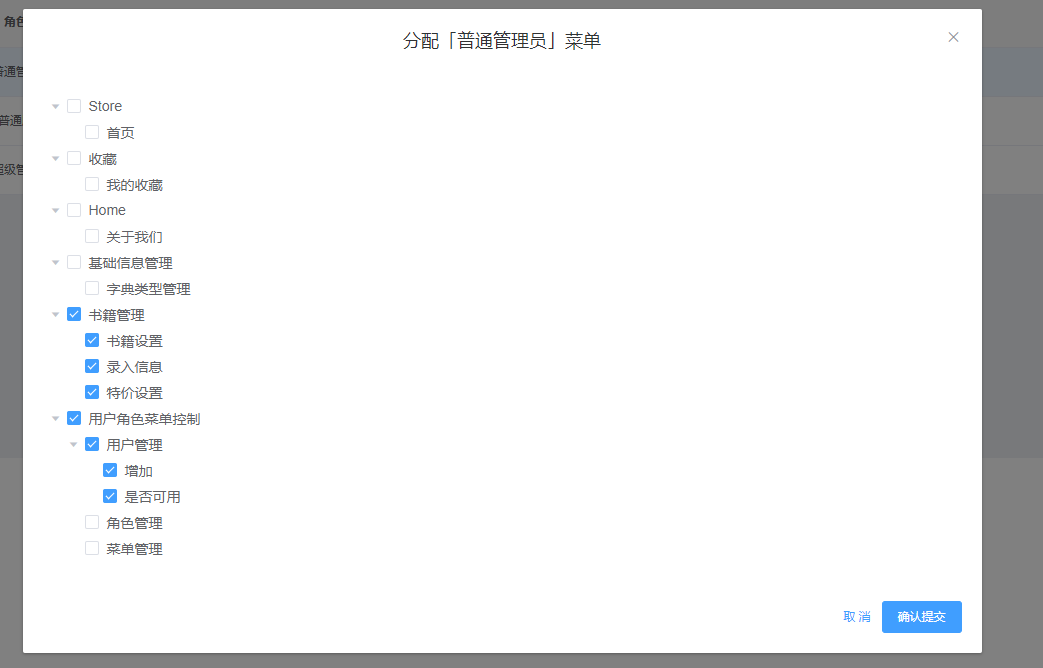 分配「普通管理员」菜单
角色
普通管
普通
超级管
Store
首页
收藏
我的收藏
Home
关于我们
基础信息管理
字典类型管理
书籍管理
书籍设置
录入信息
特价设置
用户角色菜单控制
用户管理
增加
是否可用
角色管理
菜单管理
取消
确认提交